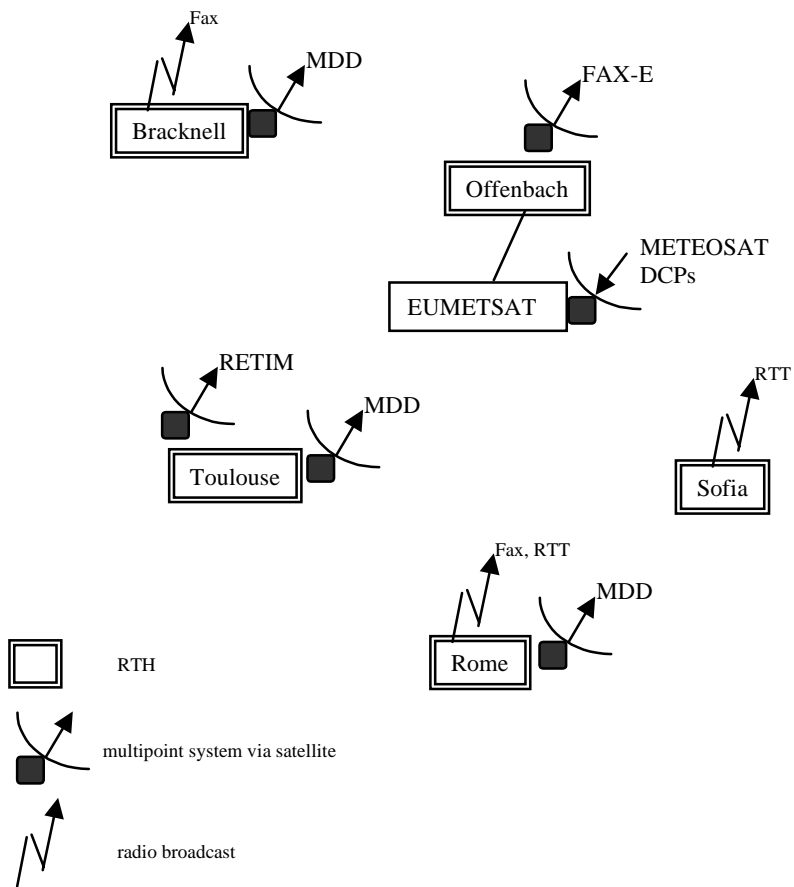 Fax
MDD
Bracknell
FAX-E
Offenbach
METEOSAT
DCPs
EUMETSAT
RETIM
MDD
Toulouse
RTT
Sofia
Fax, RTT
MDD
Rome
RTH
multipoint system via satellite
radio broadcast